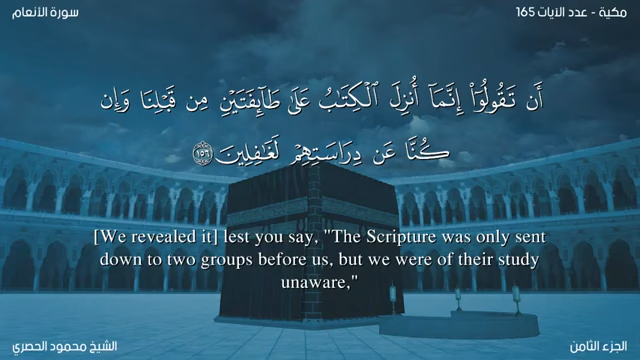 سورة الأنعام
مكية - عدد الآيات 165
أَن تَقُولُوٓا۟ إِنَّمَآ أُنزِلَ ٱلْكِتَٰبُ عَلَىٰ طَآئِفَتَيْنِ مِن قَبْلِنَا وَإِن
كُنَّا عَن دِرَاسَتِهِمْ لَغَٰفِلِينَ ١٥٦
[We revealed it] lest you say, "The Scripture was only sent
down to two groups before us, but we were of their study
unaware,"
الشيخ محمود الحصري
الجزء الثامن